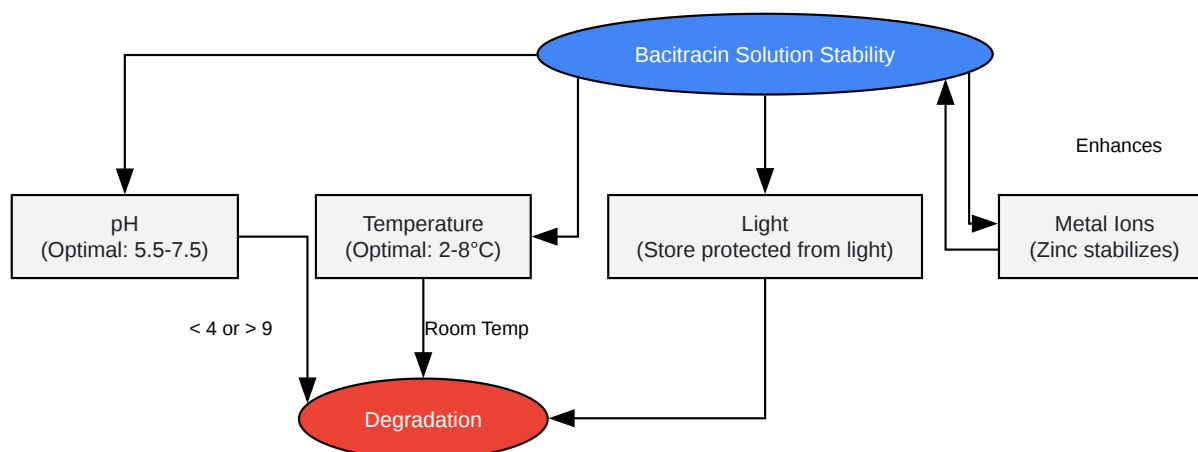 Bacitracin Solution Stability
Enhances
pH
(Optimal: 5.5-7.5)
Temperature
(Optimal: 2-8°C)
Light
(Store protected from light)
Metal Ions
(Zinc stabilizes)
< 4 or > 9
Room Temp
Degradation